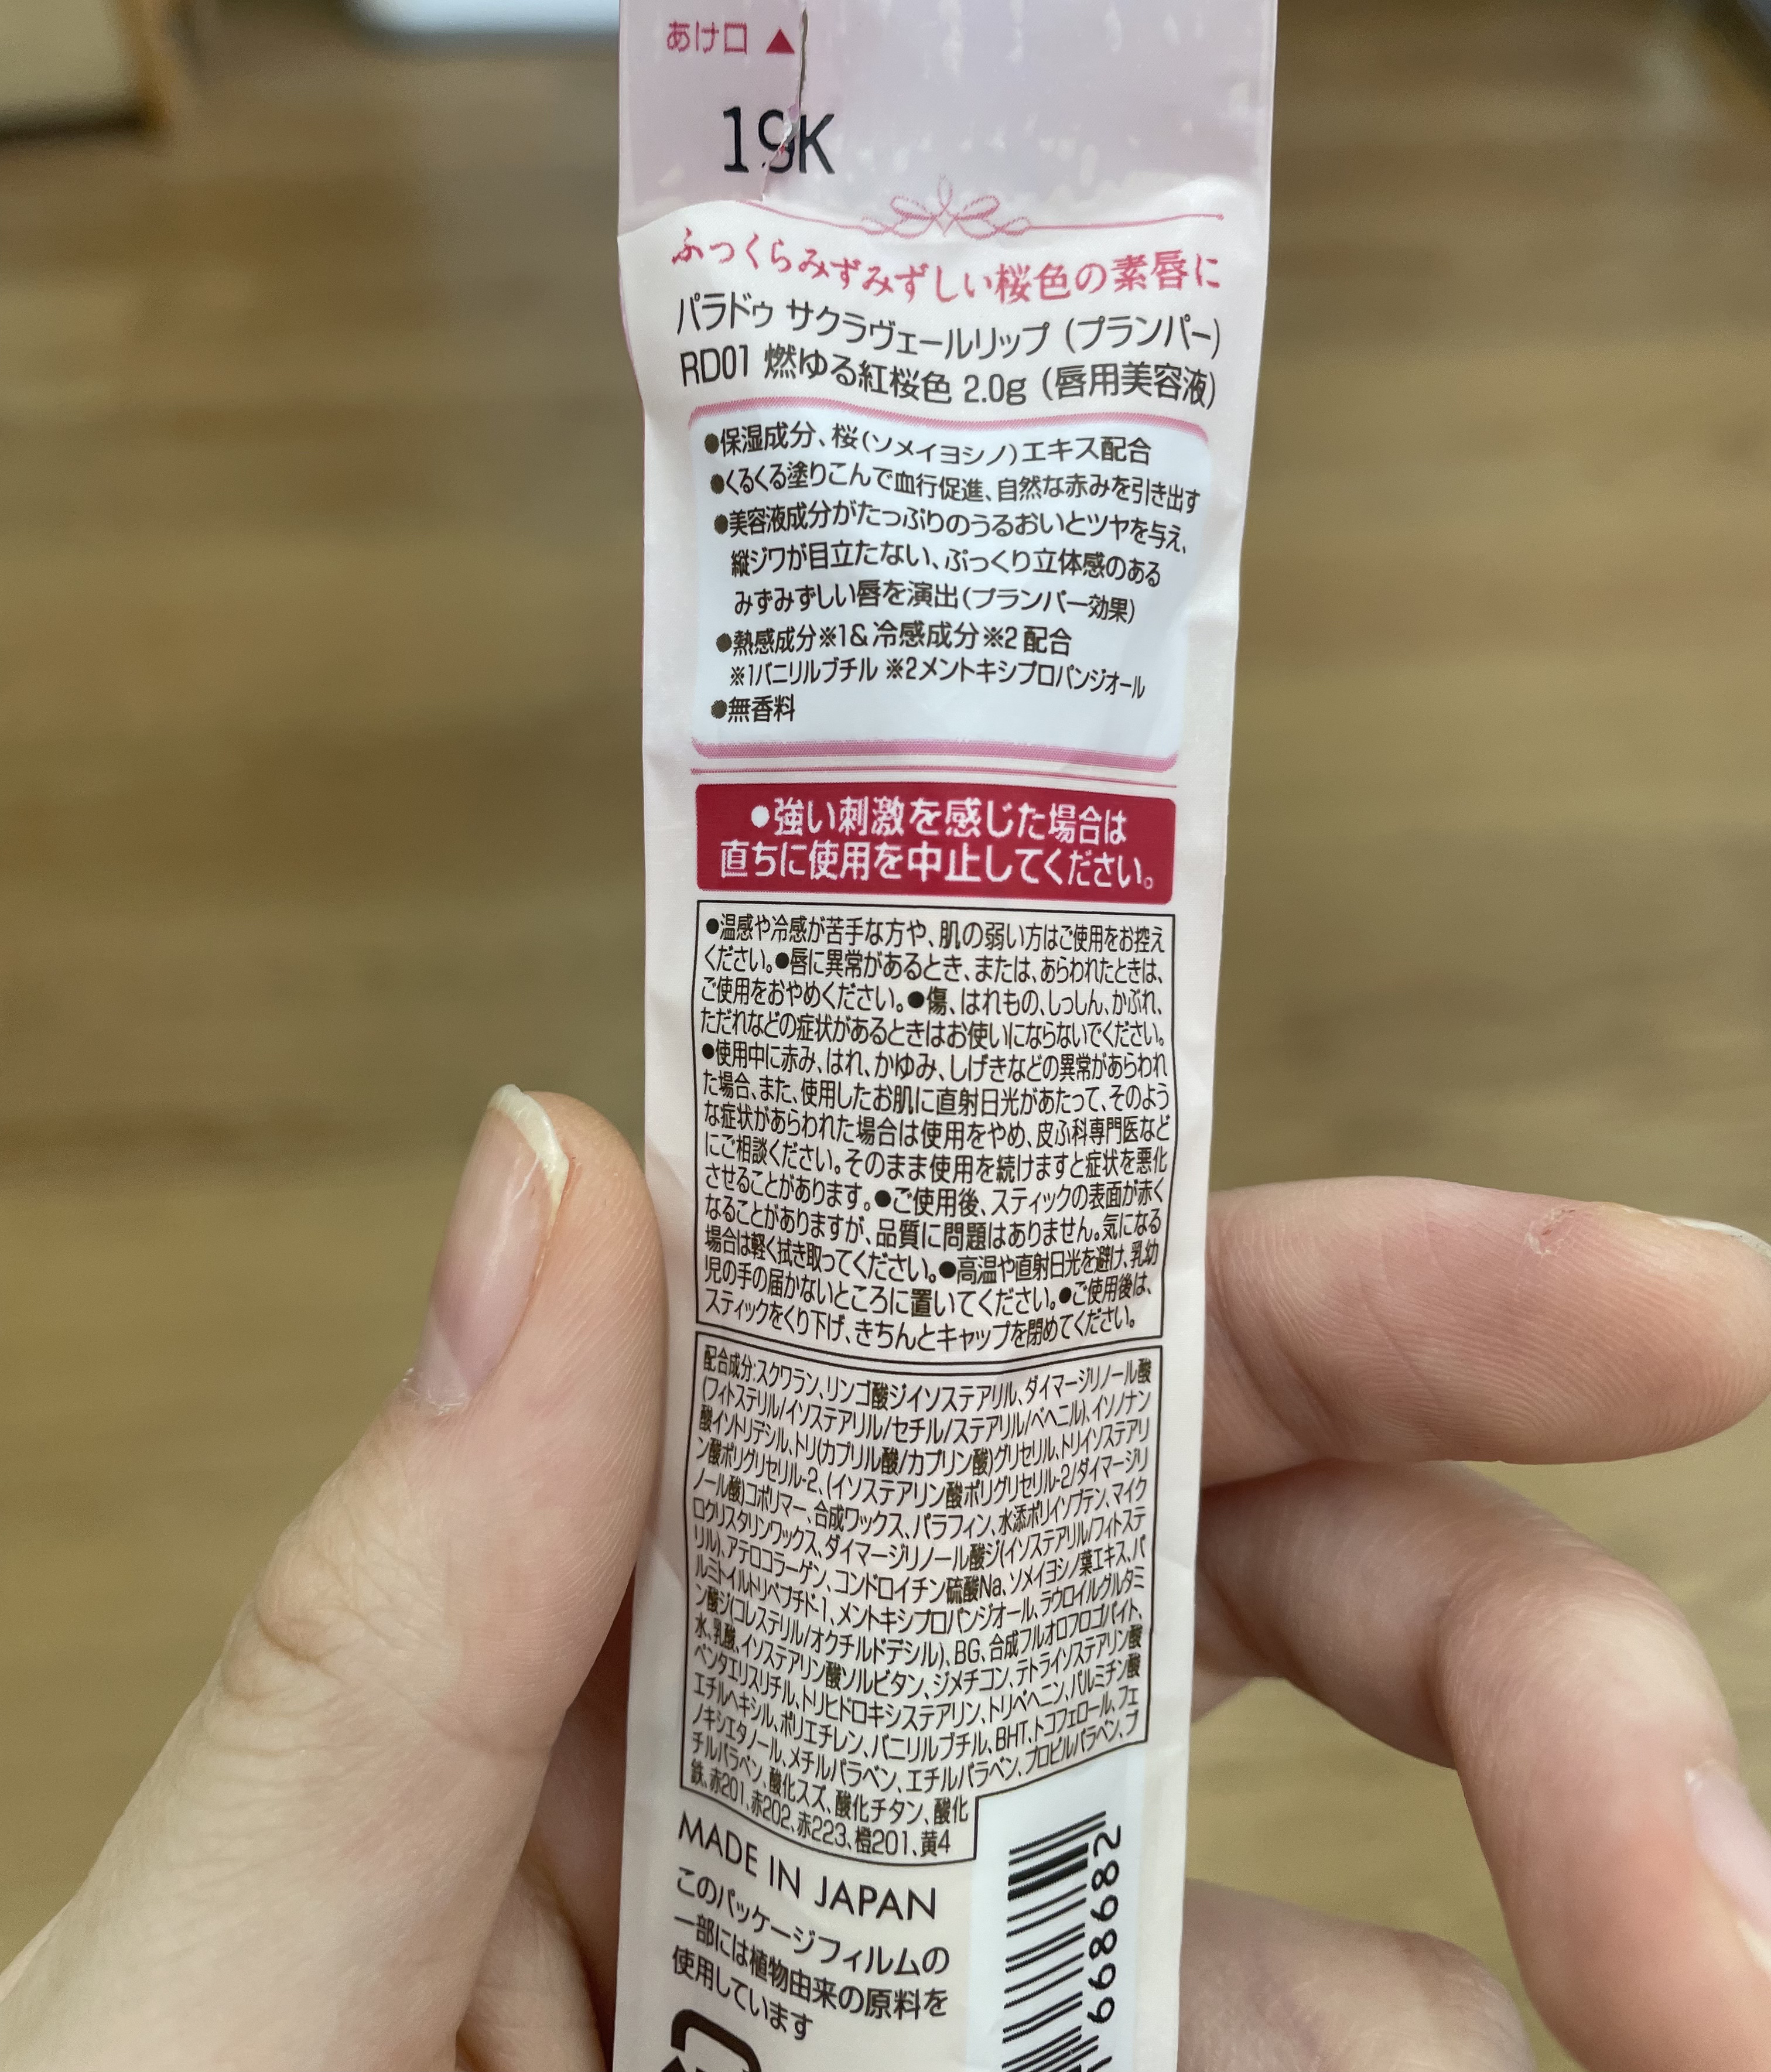 あけ口▲
19K
ふっくらみずみずしい桜色の素唇に
パラドゥ サクラヴェールリップ（プランパー）
RD01 燃ゆる紅桜色 2.0g（唇用美容液）
●保湿成分、桜（ソメイヨシノ）エキス配合
●くるくる塗りこんで血行促進、自然な赤みを引き出す
●美容液成分がたっぷりのうるおいとツヤを与え、
縦ジワが目立たない、ぷっくり立体感のある
みずみずしい唇を演出（プランパー効果）
●熱感成分※1&冷感成分※2配合
※1バニリルブチル ※2メントキシプロパンジオール
●無香料
●強い刺激を感じた場合は
直ちに使用を中止してください。
●温感や冷感が苦手な方や、肌の弱い方はご使用をお控え
ください。●唇に異常があるとき、または、あらわれたときは、
ご使用をおやめください。●傷、はれもの、しっしん、かぶれ、
ただれなどの症状があるときはお使いにならないでください。
●使用中に赤み、はれ、かゆみ、しげきなどの異常があらわれ
た場合、また、使用したお肌に直射日光があたって、そのよう
な症状があらわれた場合は使用をやめ、皮ふ科専門医など
にご相談ください。そのまま使用を続けますと症状を悪化
させることがあります。●ご使用後、スティックの表面が赤く
なることがありますが、品質に問題はありません。気になる
場合は軽く拭き取ってください。●高温や直射日光を避け、乳幼
児の手の届かないところに置いてください。●ご使用後は、
スティックをくり下げ、きちんとキャップを閉めてください。
配合成分:スクワラン、リンゴ酸ジイソステアリル、ダイマージリノール酸
(フィトステリル/イソステアリル/セチル/ステアリル/ベヘニル)、イソノナン
酸イソトリデシル、トリ(カプリル酸/カプリン酸)グリセリル、トリイソステアリ
ン酸ポリグリセリル-2、(イソステアリン酸ポリグリセリル-2/ダイマージリ
ノール酸)コポリマー、合成ワックス、パラフィン、水添ポリイソブテン、マイク
ロクリスタリンワックス、ダイマージリノール酸ジ(イソステアリル/フィトステ
リル)、アテロコラーゲン、コンドロイチン硫酸Na、ソメイヨシノ葉エキス、パ
ルミトイルトリペプチド-1、メントキシプロパンジオール、ラウロイルグルタミ
ン酸ジ(コレステリル/オクチルドデシル)、BG、合成フルオロフロゴパイト、
水、乳酸、イソステアリン酸ソルビタン、ジメチコン、テトライソステアリン酸
ペンタエリスリチル、トリヒドロキシステアリン、トリベヘニン、パルミチン酸
エチルヘキシル、ポリエチレン、バニリルブチル、BHT、トコフェロール、フェ
ノキシエタノール、メチルパラベン、エチルパラベン、プロピルパラベン、ブ
チルパラベン、酸化スズ、酸化チタン、酸化
鉄、赤201、赤202、赤223、橙201、黄4
MADE IN JAPAN
このパッケージフィルムの
一部には植物由来の原料を
使用しています
668682